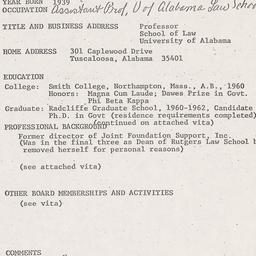 YEAR BORN 1939
OCCUPATION Assistant Prof, U of Alabama Law School
TITLE AND BUSINESS ADDRESS Professor
School of Law
University of Alabama
HOME ADDRESS 301 Caplewood Drive
Tuscaloosa, Alabama 35401
EDUCATION
College: Smith College, Northampton, Mass., A.B., 1960
Honors: Magna Cum Laude; Dawes Prize in Govt.
Phi Beta Kappa
Graduate: Radcliffe Graduate School, 1960-1962, Candidate
Ph.D. in Govt (residence requirements completed)
(continued on attached vita)
PROFESSIONAL BACKGROUND
Former director of Joint Foundation Support, Inc.
(Was in the final three as Dean of Rutgers Law School b
removed herself for personal reasons)
(see attached vita)
OTHER BOARD MEMBERSHIPS AND ACTIVITIES
(see vita)
COMMENTS